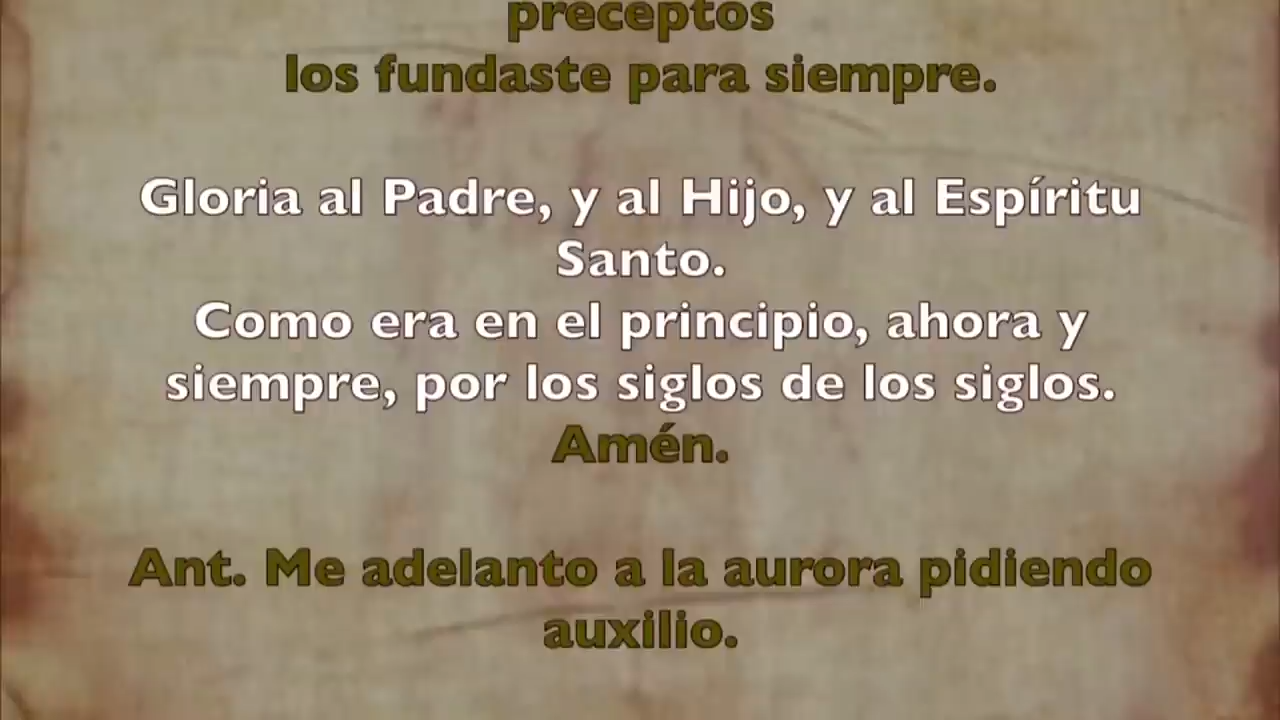 preceptos
los fundaste para siempre.
Gloria al Padre, y al Hijo, y al Espíritu
Santo.
Como era en el principio, ahora y
siempre, por los siglos de los siglos.
Amén.
Ant. Me adelanto a la aurora pidiendo
auxilio.